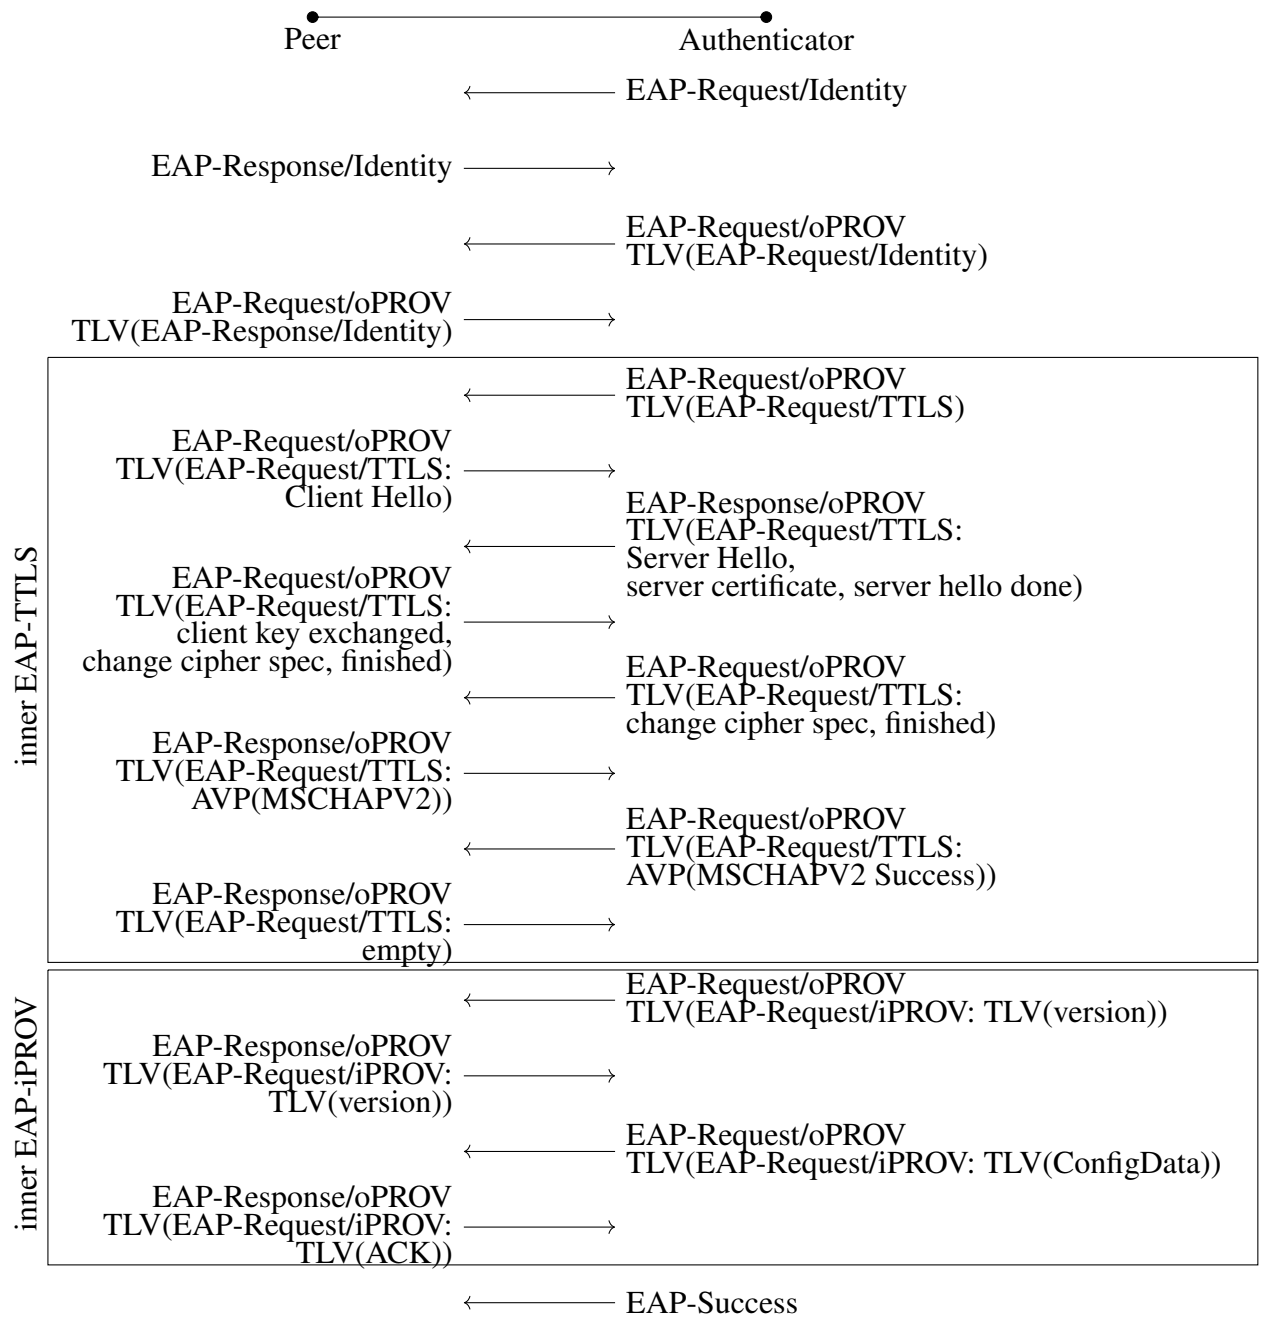 Peer
Authenticator
EAP-Request/Identity
EAP-Response/Identity
EAP-Request/oPROV
TLV(EAP-Request/Identity)
EAP-Request/oPROV
TLV(EAP-Response/Identity)
inner EAP-TTLS
EAP-Request/oPROV
TLV(EAP-Request/TTLS)
EAP-Request/oPROV
TLV(EAP-Request/TTLS:
Client Hello)
EAP-Response/oPROV
TLV(EAP-Request/TTLS:
Server Hello,
server certificate, server hello done)
EAP-Request/oPROV
TLV(EAP-Request/TTLS:
client key exchanged,
change cipher spec, finished)
EAP-Request/oPROV
TLV(EAP-Request/TTLS:
change cipher spec, finished)
EAP-Response/oPROV
TLV(EAP-Request/TTLS:
AVP(MSCHAPV2))
EAP-Request/oPROV
TLV(EAP-Request/TTLS:
AVP(MSCHAPV2 Success))
EAP-Response/oPROV
TLV(EAP-Request/TTLS:
empty)
inner EAP-iPROV
EAP-Request/oPROV
TLV(EAP-Request/iPROV: TLV(version))
EAP-Response/oPROV
TLV(EAP-Request/iPROV:
TLV(version))
EAP-Request/oPROV
TLV(EAP-Request/iPROV: TLV(ConfigData))
EAP-Response/oPROV
TLV(EAP-Request/iPROV:
TLV(ACK))
EAP-Success